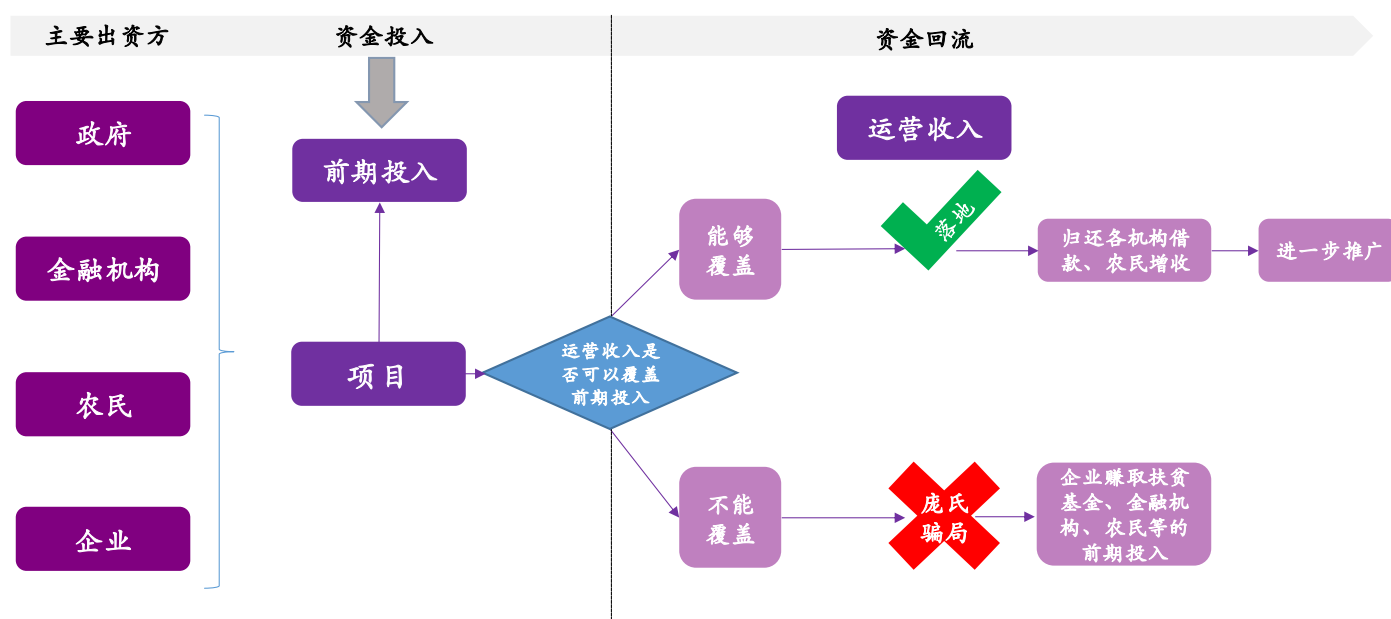 主要出资方
资金投入
资金回流
政府
金融机构
农民
企业
前期投入
项目
运营收入是
否可以覆盖
前期投入
运营收入
能够
覆盖
落地
归还各机构借
款、农民增收
进一步推广
不能
覆盖
庞氏
骗局
企业赚取扶贫
基金、金融机
构、农民等的
前期投入